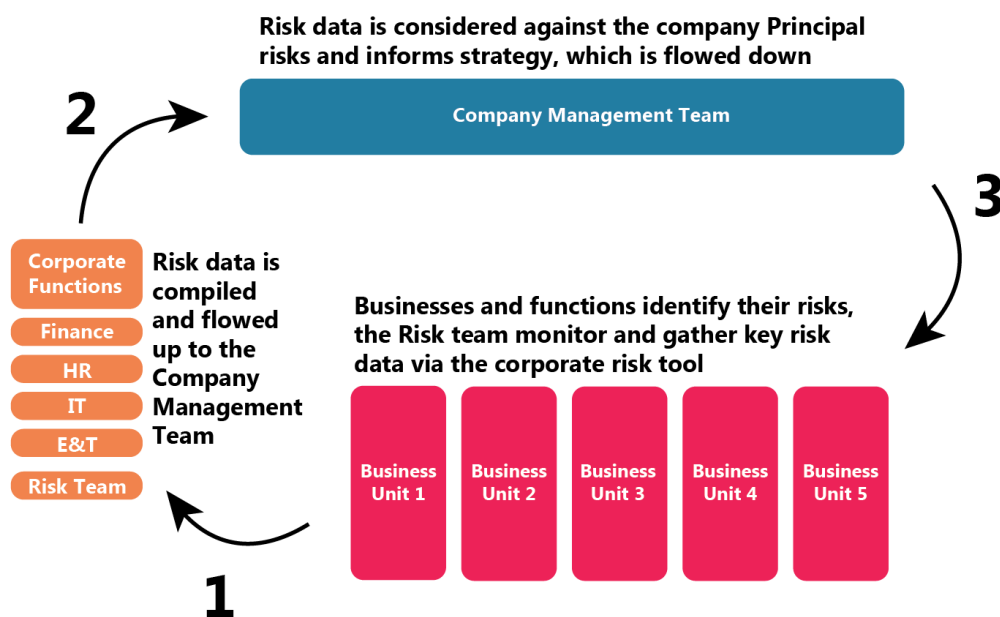 Risk data is considered against the company Principal
risks and informs strategy, which is flowed down
2
Company Management Team
3
Corporate
Functions
Finance
HR
IT
E&T
Risk Team
Risk data is
compiled
and flowed
up to the
Company
Management
Team
Businesses and functions identify their risks,
the Risk team monitor and gather key risk
data via the corporate risk tool
Business
Unit 1
Business
Unit 2
Business
Unit 3
Business
Unit 4
Business
Unit 5
1